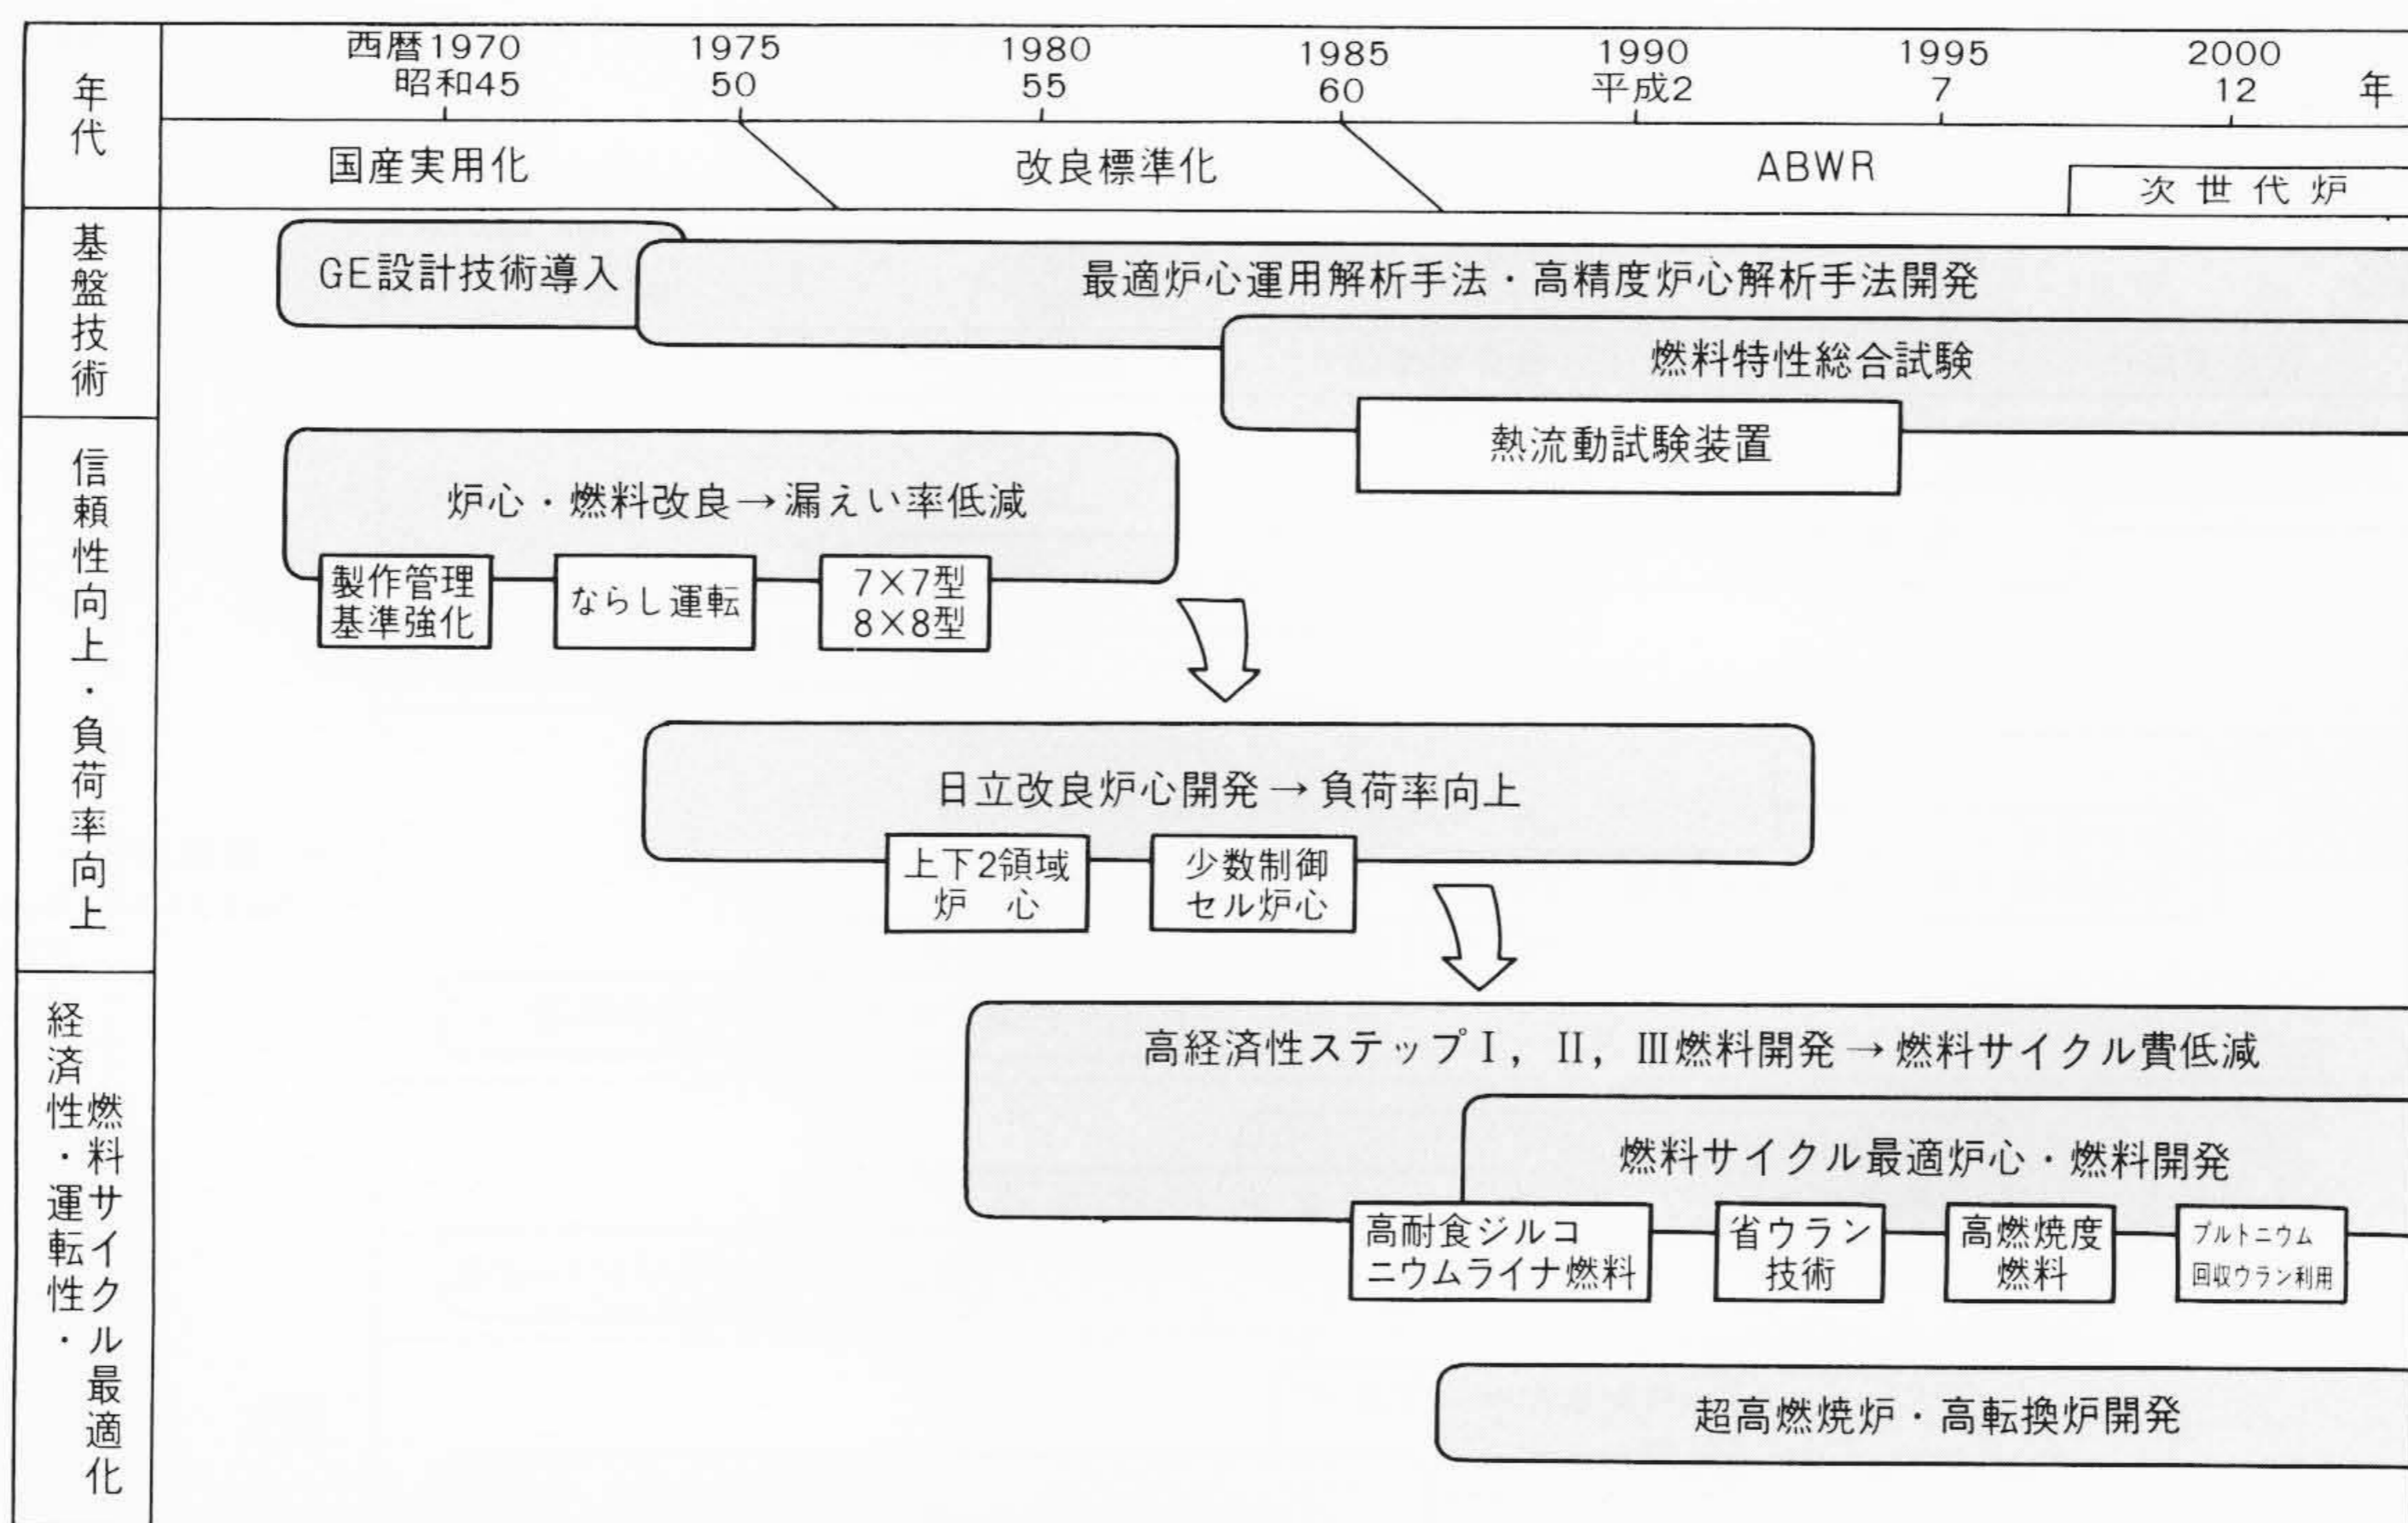 年代
西暦1970 1975 1980 1985 1990 1995 2000
昭和45 50 55 60 平成2 7 12 年
国産実用化 改良標準化 ABWR 次世代炉
基盤技術
GE設計技術導入
最適炉心運用解析手法・高精度炉心解析手法開発
燃料特性総合試験
熱流動試験装置
信頼性向上・負荷率向上
炉心・燃料改良→漏えい率低減
製作管理
基準強化
ならし運転
7×7型
8×8型
日立改良炉心開発→負荷率向上
上下2領域
炉 心
少数制御
セル炉心
経済性・運転性・
燃料サイクル最適化
高経済性ステップⅠ，Ⅱ，Ⅲ燃料開発→燃料サイクル費低減
燃料サイクル最適炉心・燃料開発
高耐食ジルコ
ニウムライナ燃料
省ウラン
技術
高燃焼度
燃料
プルトニウム
回収ウラン利用
超高燃焼炉・高転換炉開発